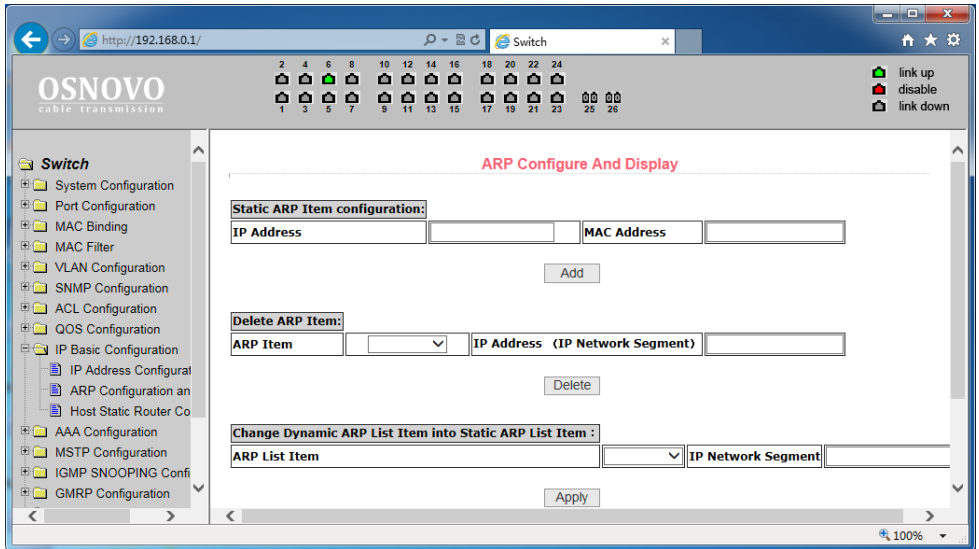 http://192.168.0.1/
Switch
OSNOVO
cable transmission
2 4 6 8 10 12 14 16 18 20 22 24
1 3 5 7 9 11 13 15 17 19 21 23 25 26
link up
disable
link down
Switch
System Configuration
Port Configuration
MAC Binding
MAC Filter
VLAN Configuration
SNMP Configuration
ACL Configuration
QOS Configuration
IP Basic Configuration
IP Address Configurat
ARP Configuration an
Host Static Router Co
AAA Configuration
MSTP Configuration
IGMP SNOOPING Confi
GMRP Configuration
ARP Configure And Display
Static ARP Item configuration:
IP Address
MAC Address
Add
Delete ARP Item:
ARP Item
IP Address (IP Network Segment)
Delete
Change Dynamic ARP List Item into Static ARP List Item :
ARP List Item
IP Network Segment
Apply
100%